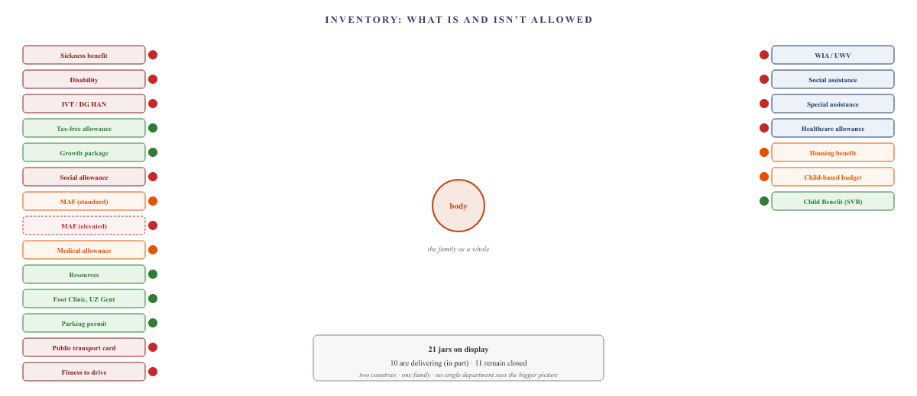 INVENTORY: WHAT IS AND ISN'T ALLOWED
Sickness benefit
Disability
IVT / DG HAN
Tax-free allowance
Growth package
Social allowance
MAF (standard)
MAF (elevated)
Medical allowance
Resources
Foot Clinic, UZ Gent
Parking permit
Public transport card
Fitness to drive
body
the family as a whole
WIA / UWV
Social assistance
Special assistance
Healthcare allowance
Housing benefit
Child-based budget
Child Benefit (SVB)
21 jars on display
10 are delivering (in part) · 11 remain closed
two countries · one family · no single department sees the bigger picture